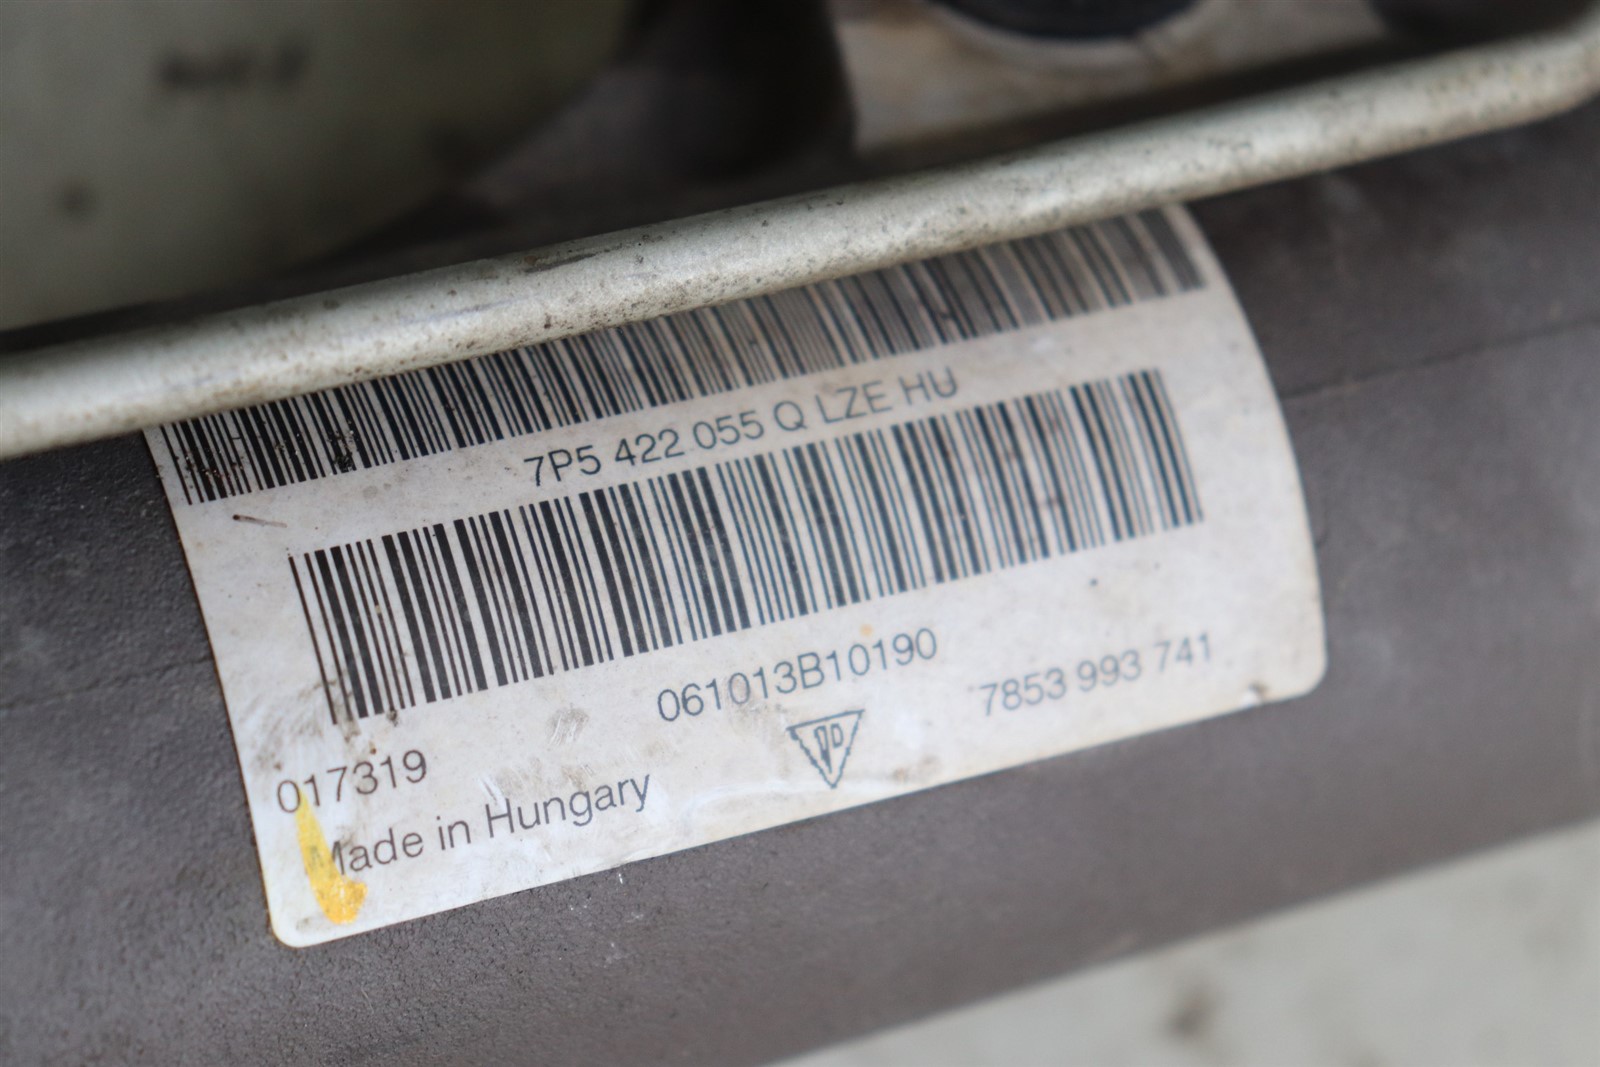 7P5 422 055 Q LZE HU
061013B10190
7853 993 741
017319
Made in Hungary